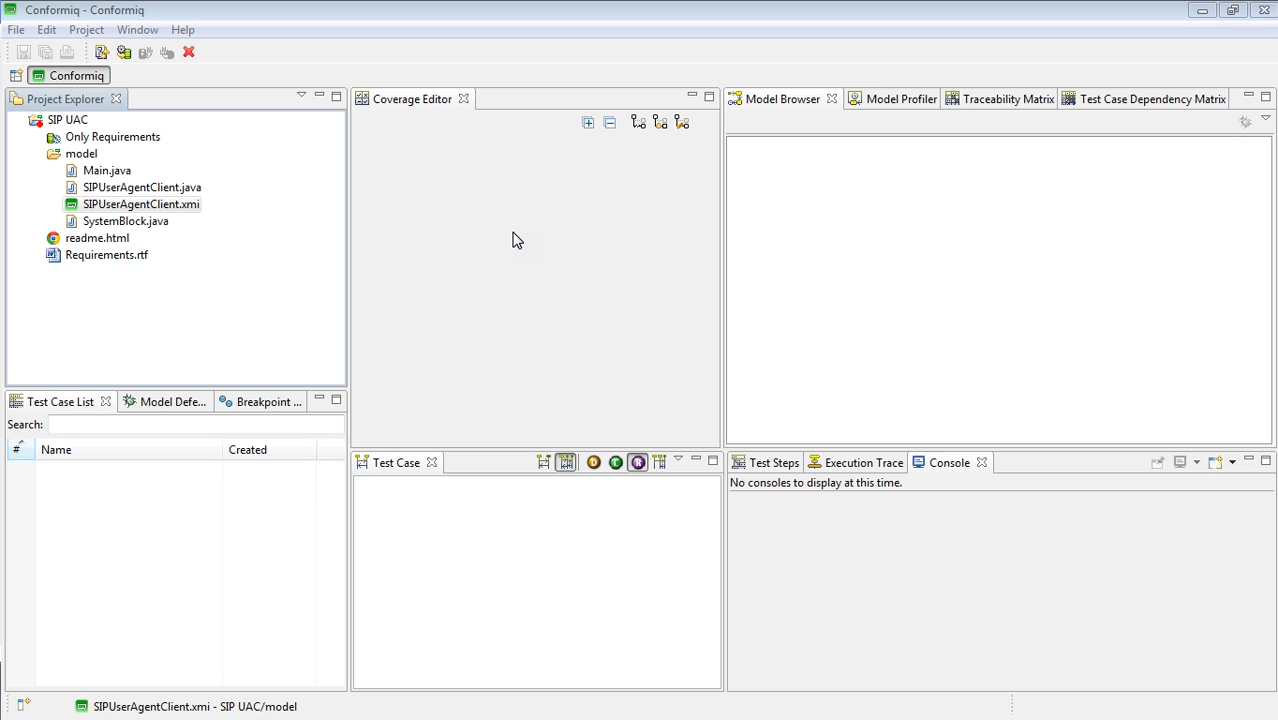 Conformiq - Conformiq
File Edit Project Window Help
Conformiq
Project Explorer
SIP UAC
Only Requirements
model
Main.java
SIPUserAgentClient.java
SIPUserAgentClient.xmi
SystemBlock.java
readme.html
Requirements.rtf
Test Case List Model Defe... Breakpoint ...
Search:
# Name Created
Coverage Editor
Test Case
D C R
Model Browser Model Profiler Traceability Matrix Test Case Dependency Matrix
Test Steps Execution Trace Console
No consoles to display at this time.
SIPUserAgentClient.xmi - SIP UAC/model